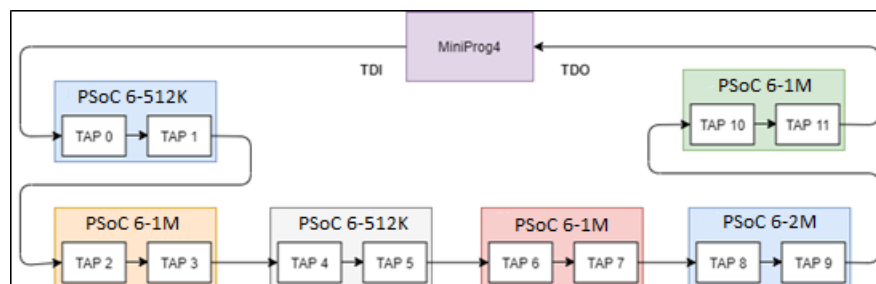 MiniProg4
TDI
TDO
PSoC 6-512K
TAP 0
TAP 1
PSoC 6-1M
TAP 10
TAP 11
PSoC 6-1M
TAP 2
TAP 3
PSoC 6-512K
TAP 4
TAP 5
PSoC 6-1M
TAP 6
TAP 7
PSoC 6-2M
TAP 8
TAP 9